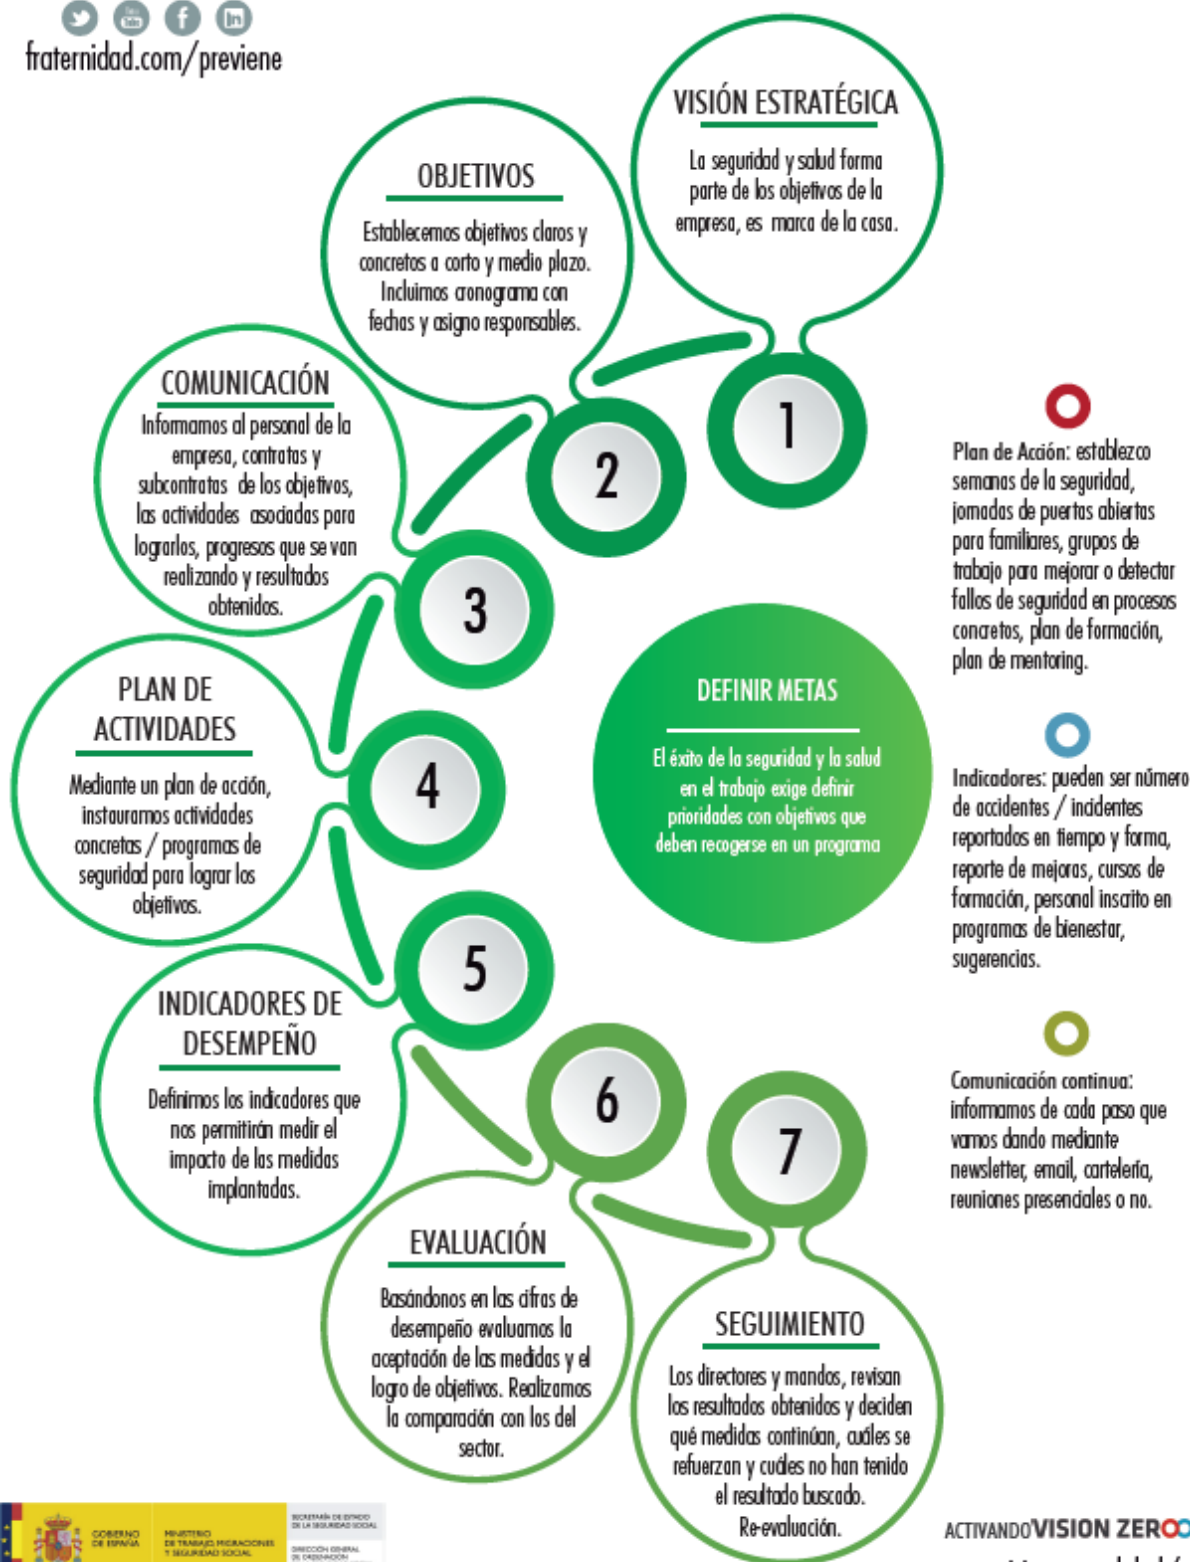 fraternidad.com/previene
VISIÓN ESTRATÉGICA
La seguridad y salud forma
parte de los objetivos de la
empresa, es marca de la casa.
1
OBJETIVOS
Establecemos objetivos claros y
concretos a corto y medio plazo.
Incluimos cronograma con
fechas y asigno responsables.
2
COMUNICACIÓN
Informamos al personal de la
empresa, contratas y
subcontratas de los objetivos,
las actividades asociadas para
lograrlos, progresos que se van
realizando y resultados
obtenidos.
3
PLAN DE
ACTIVIDADES
Mediante un plan de acción,
instauramos actividades
concretas / programas de
seguridad para lograr los
objetivos.
4
INDICADORES DE
DESEMPEÑO
Definimos los indicadores que
nos permitirán medir el
impacto de las medidas
implantadas.
5
EVALUACIÓN
Basándonos en las cifras de
desempeño evaluamos la
aceptación de las medidas y el
logro de objetivos. Realizamos
la comparación con los del
sector.
6
SEGUIMIENTO
Los directores y mandos, revisan
los resultados obtenidos y deciden
qué medidas continúan, cuáles se
refuerzan y cuáles no han tenido
el resultado buscado.
Re-evaluación.
7
DEFINIR METAS
El éxito de la seguridad y la salud
en el trabajo exige definir
prioridades con objetivos que
deben recogerse en un programa
Plan de Acción: establezco
semanas de la seguridad,
jornadas de puertas abiertas
para familiares, grupos de
trabajo para mejorar o detectar
fallos de seguridad en procesos
concretos, plan de formación,
plan de mentoring.
Indicadores: pueden ser número
de accidentes / incidentes
reportados en tiempo y forma,
reporte de mejoras, cursos de
formación, personal inscrito en
programas de bienestar,
sugerencias.
Comunicación continua:
informamos de cada paso que
vamos dando mediante
newsletter, email, cartelería,
reuniones presenciales o no.
GOBIERNO
DE ESPAÑA
MINISTERIO
DE TRABAJO, MIGRACIONES
Y SEGURIDAD SOCIAL
SECRETARÍA DE ESTADO
DE LA SEGURIDAD SOCIAL
DIRECCIÓN GENERAL
DE ORDENACIÓN
ACTIVANDO VISION ZERO